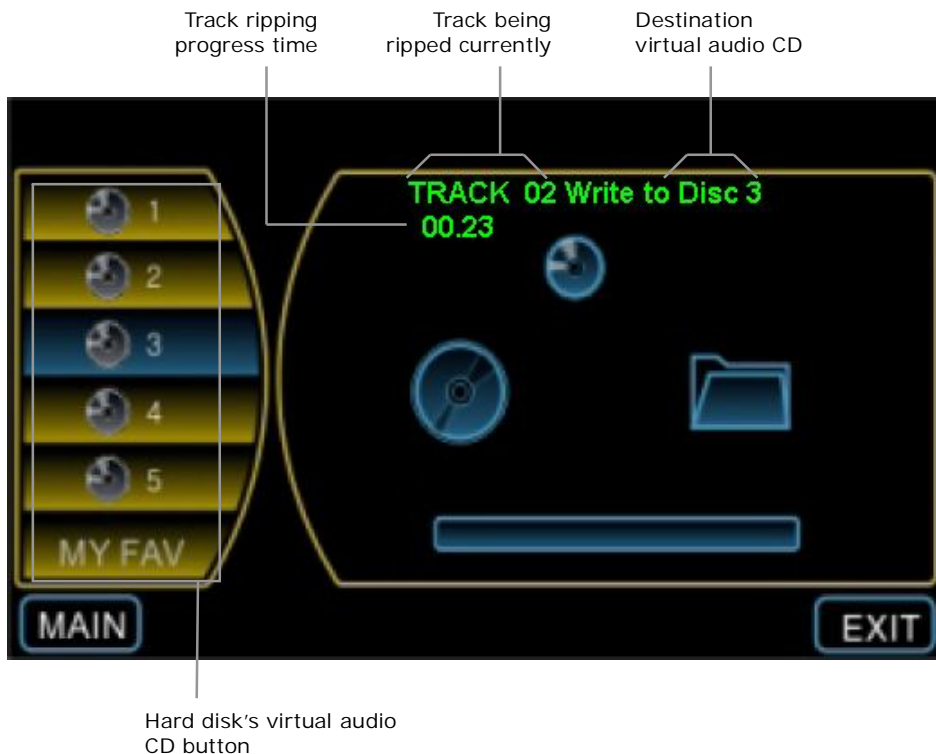 Track ripping
progress time
Track being
ripped currently
Destination
virtual audio CD
TRACK 02 Write to Disc 3
00.23
1
2
3
4
5
MY FAV
MAIN
EXIT
Hard disk's virtual audio
CD button